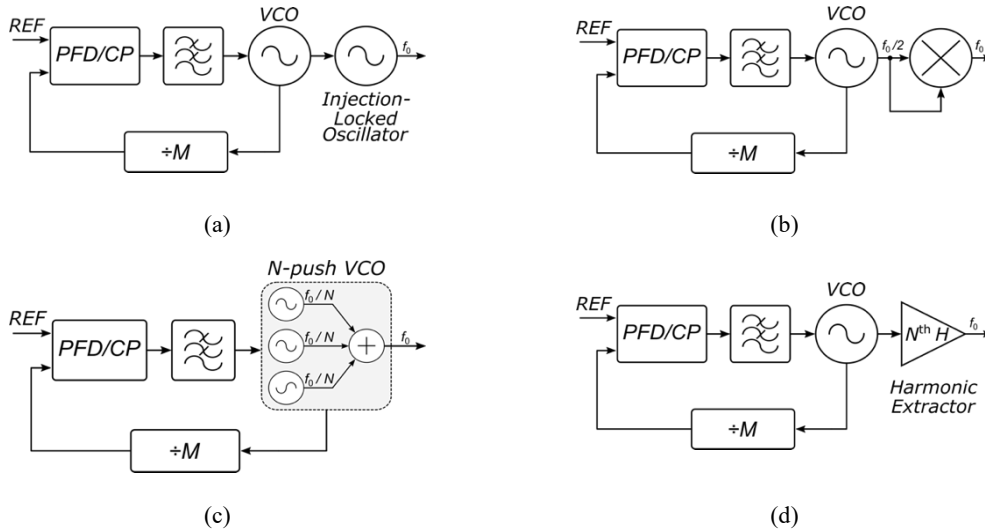 VCO
REF
PFD/CP
f₀
Injection-
Locked
Oscillator
÷M
(a)
VCO
REF
PFD/CP
f₀/2
f₀
÷M
(b)
N-push VCO
f₀/N
REF
PFD/CP
f₀/N
f₀
f₀/N
÷M
(c)
VCO
REF
PFD/CP
Nᵗʰ H
f₀
Harmonic
Extractor
÷M
(d)